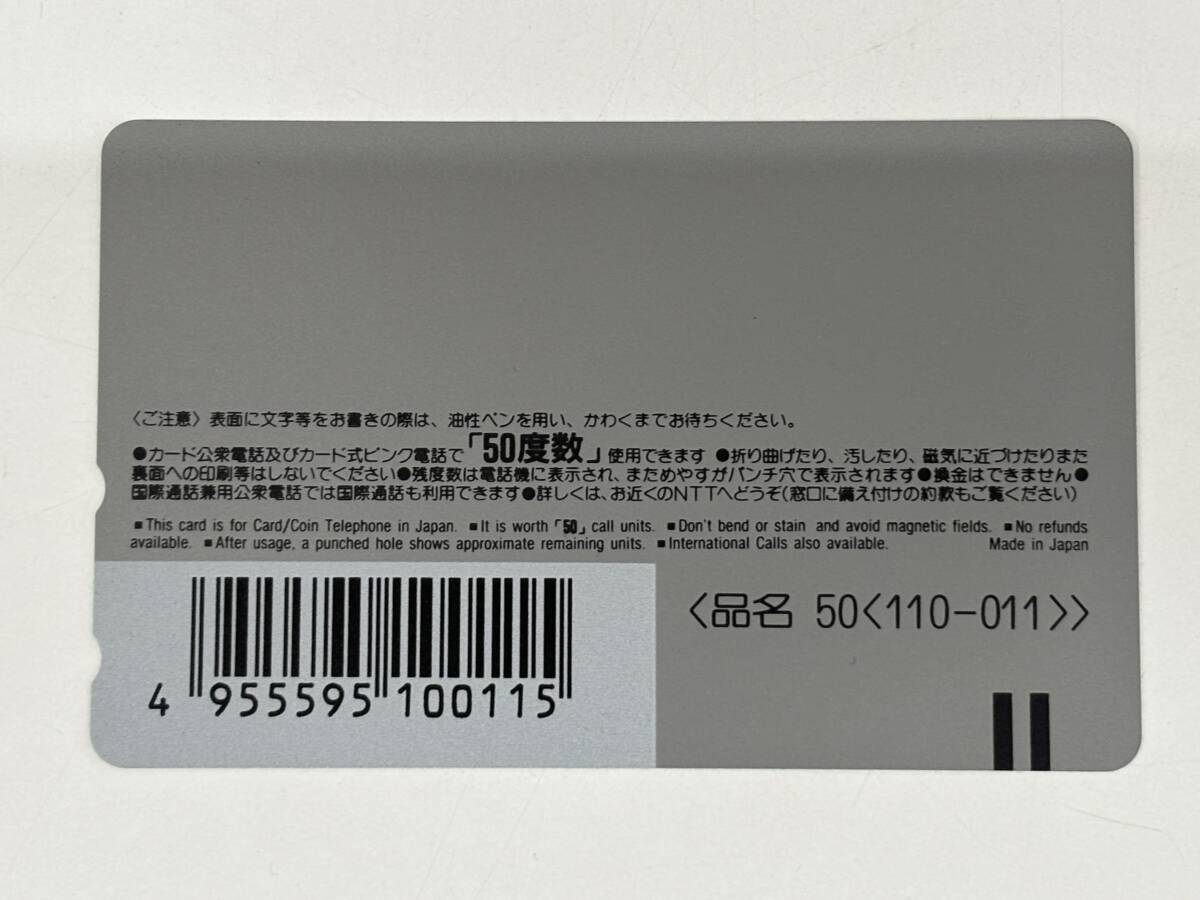 〈ご注意〉表面に文字等をお書きの際は、油性ペンを用い、かわくまでお待ちください。
●カード公衆電話及びカード式ピンク電話で「50度数」使用できます ●折り曲げたり、汚したり、磁気に近づけたりまた
裏面への印刷等はしないでください●残度数は電話機に表示され、まためやすがパンチ穴で表示されます●換金はできません●
国際通話兼用公衆電話では国際通話も利用できます●詳しくは、お近くのNTTへどうぞ(窓口に備え付けの約款もご覧ください)
■This card is for Card/Coin Telephone in Japan. ■It is worth「50」call units. ■Don't bend or stain and avoid magnetic fields. ■No refunds
available. ■After usage, a punched hole shows approximate remaining units. ■International Calls also available. Made in Japan
〈品名 50〈110-011〉〉
4 955595 100115